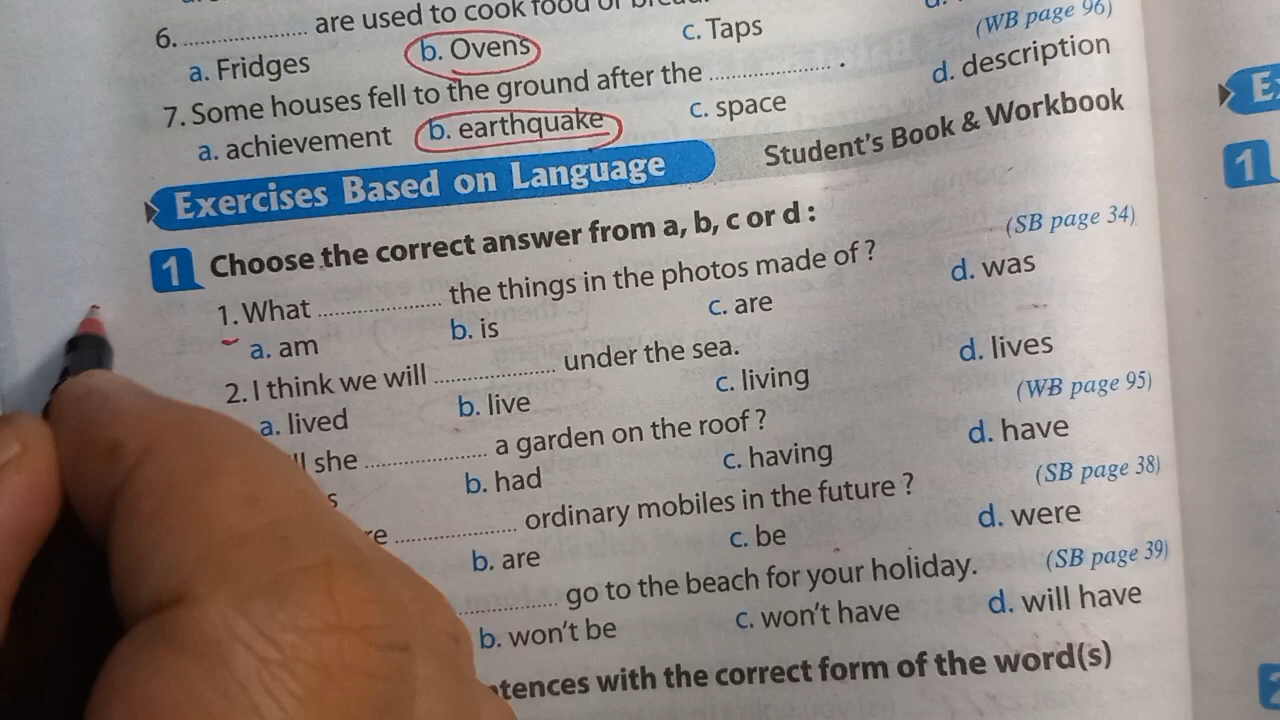 6. .................... are used to cook food or
a. Fridges b. Ovens c. Taps d.
(WB page 96)
7. Some houses fell to the ground after the .................... .
a. achievement b. earthquake c. space d. description
Exercises Based on Language Student's Book & Workbook
1 Choose the correct answer from a, b, c or d :
1. What .................... the things in the photos made of ? (SB page 34)
a. am b. is c. are d. was
2. I think we will .................... under the sea.
a. lived b. live c. living d. lives
she .................... a garden on the roof ? (WB page 95)
b. had c. having d. have
.................... ordinary mobiles in the future ? (SB page 38)
b. are c. be d. were
.................... go to the beach for your holiday. (SB page 39)
b. won't be c. won't have d. will have
with the correct form of the word(s)
1